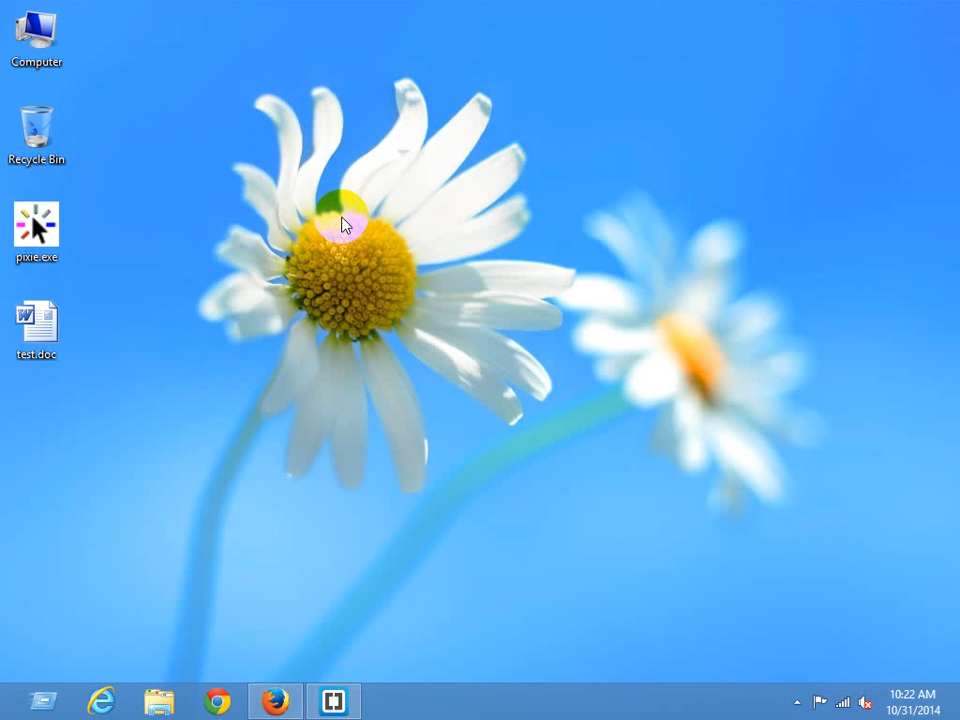 Computer
Recycle Bin
pixie.exe
test.doc
10:22 AM
10/31/2014